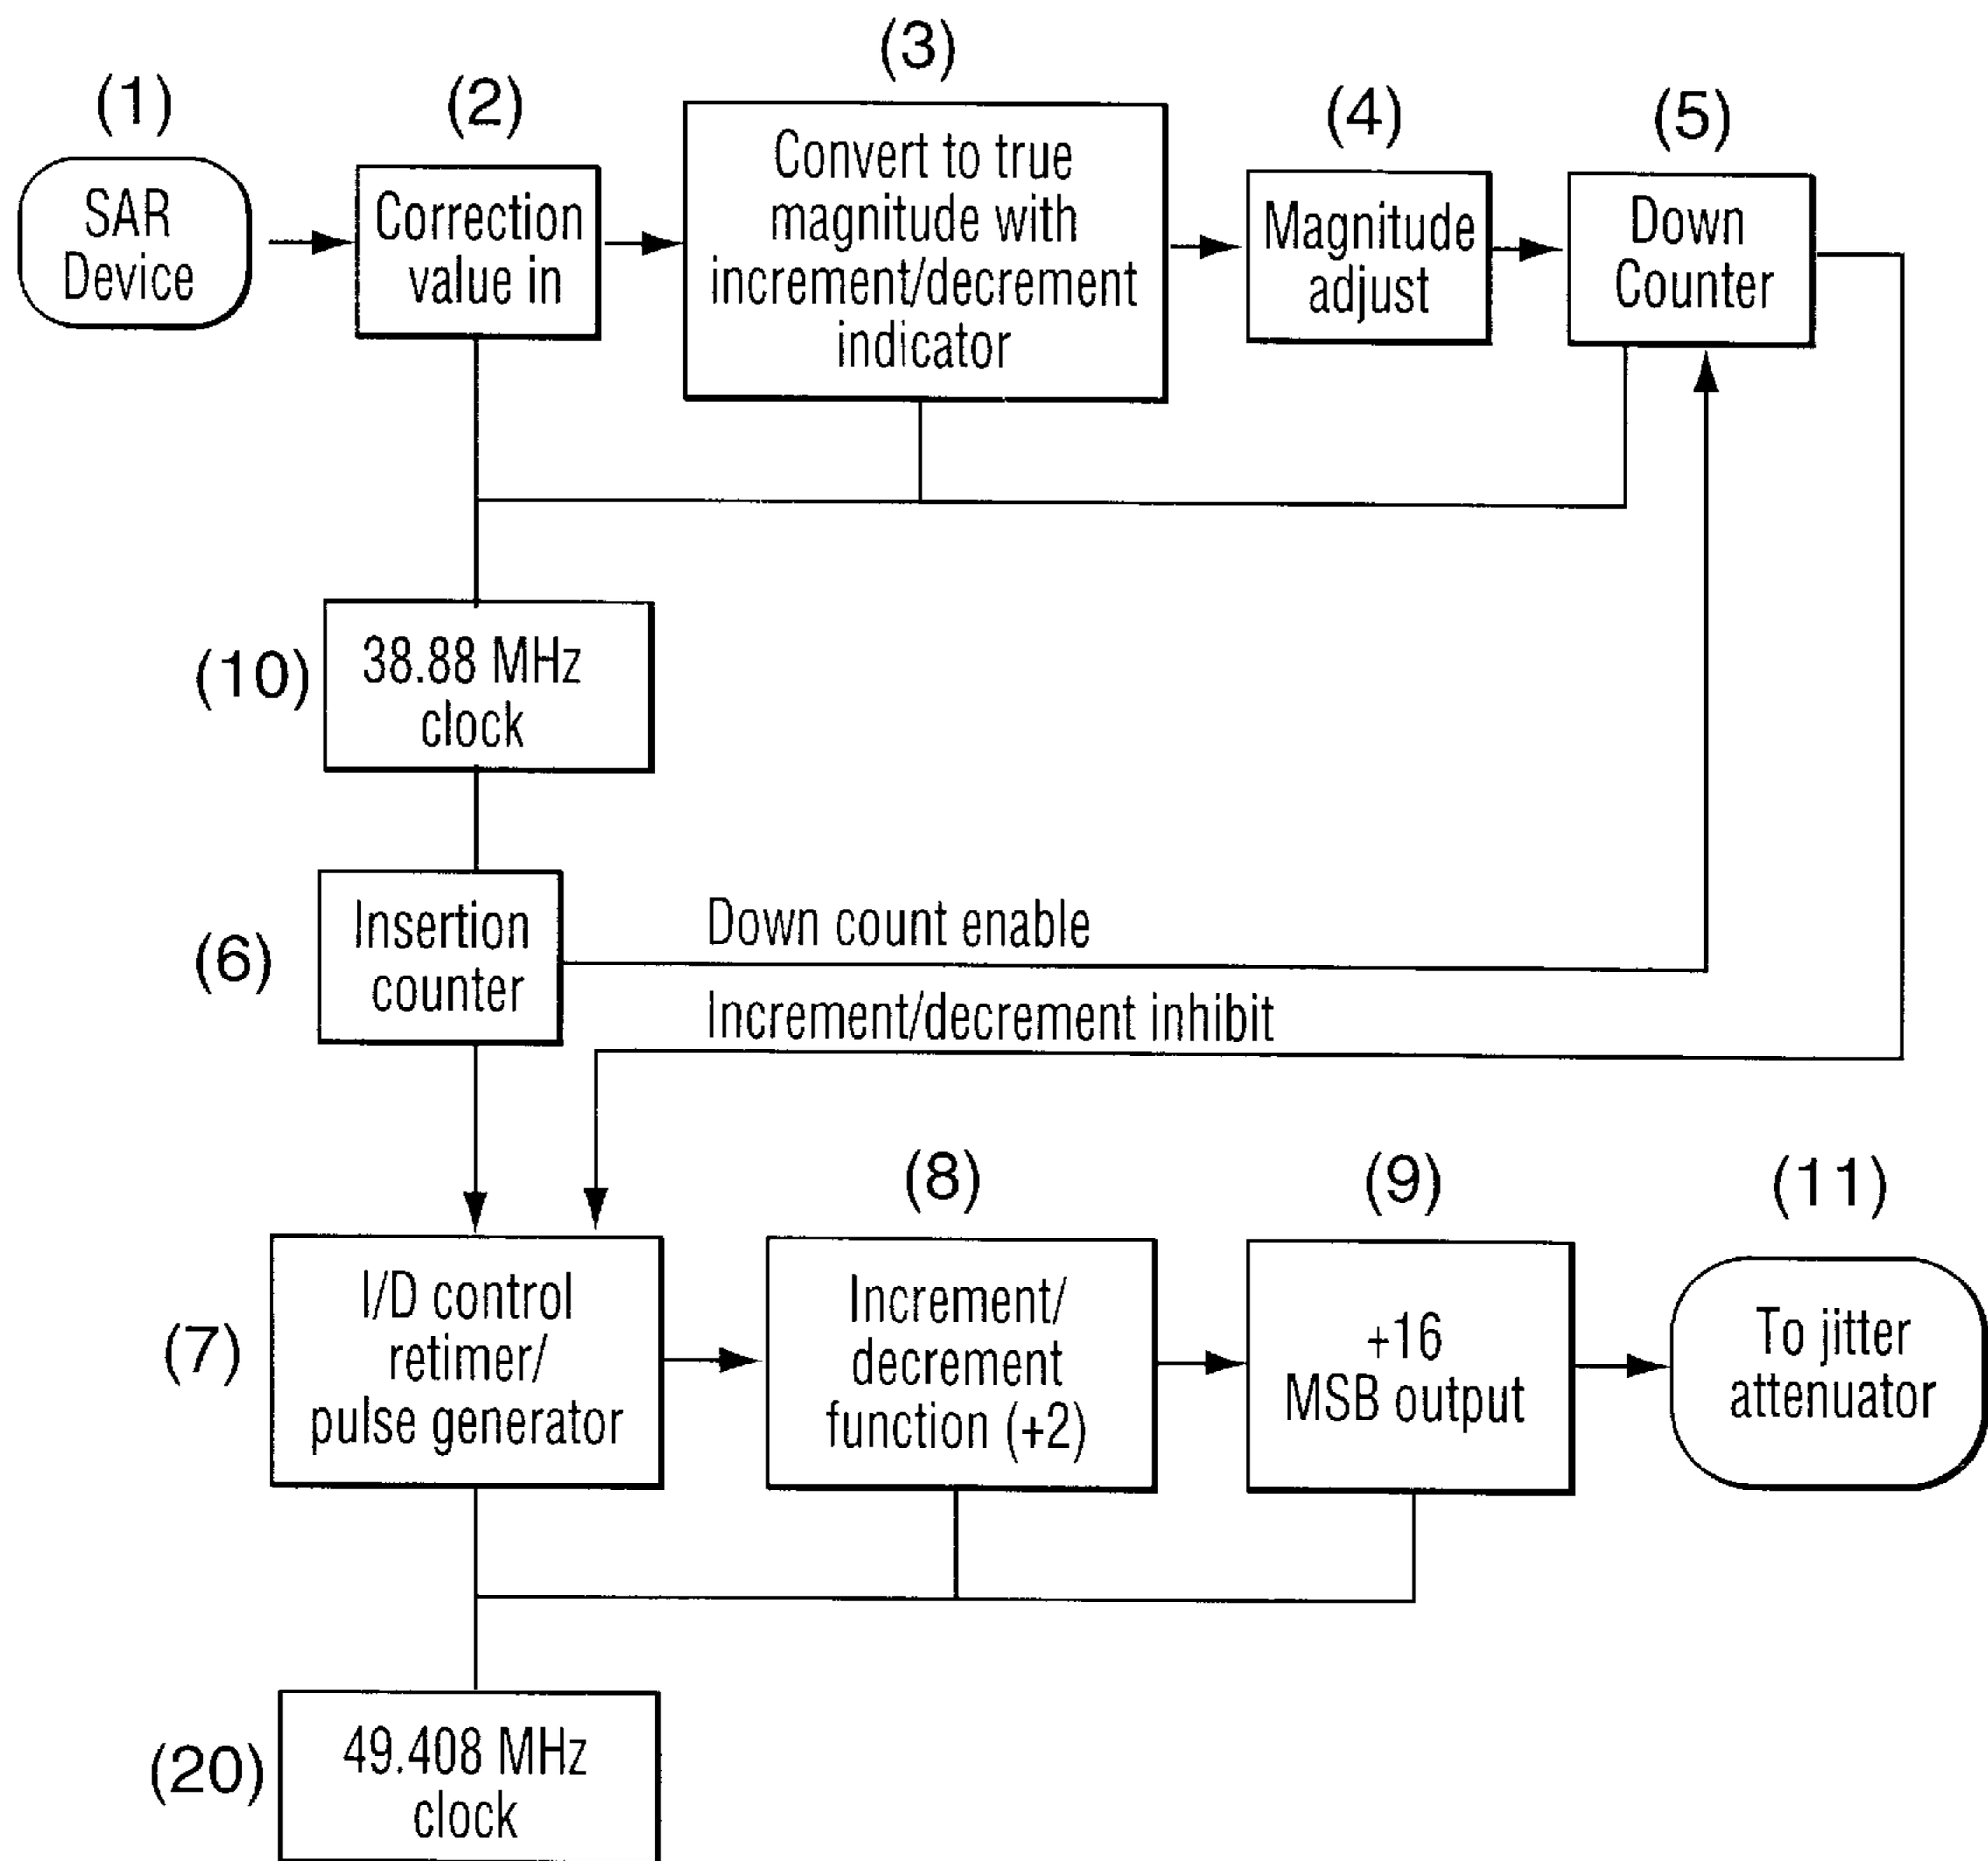 (1)
SAR
Device
(2)
Correction
value in
(3)
Convert to true
magnitude with
increment/decrement
indicator
(4)
Magnitude
adjust
(5)
Down
Counter
(10)
38.88 MHz
clock
(6)
Insertion
counter
Down count enable
Increment/decrement inhibit
(7)
I/D control
retimer/
pulse generator
(8)
Increment/
decrement
function (+2)
(9)
+16
MSB output
(11)
To jitter
attenuator
(20)
49.408 MHz
clock